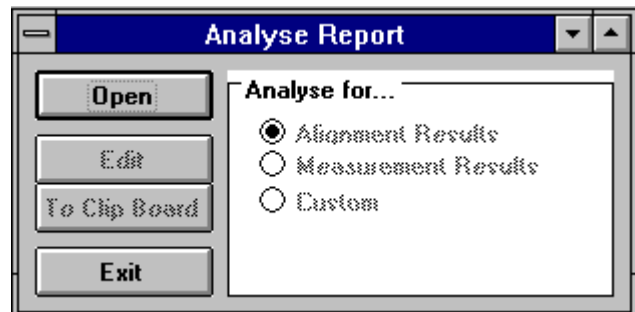 Analyse Report
Open
Edit
To Clip Board
Exit
Analyse for...
Alignment Results
Measurement Results
Custom